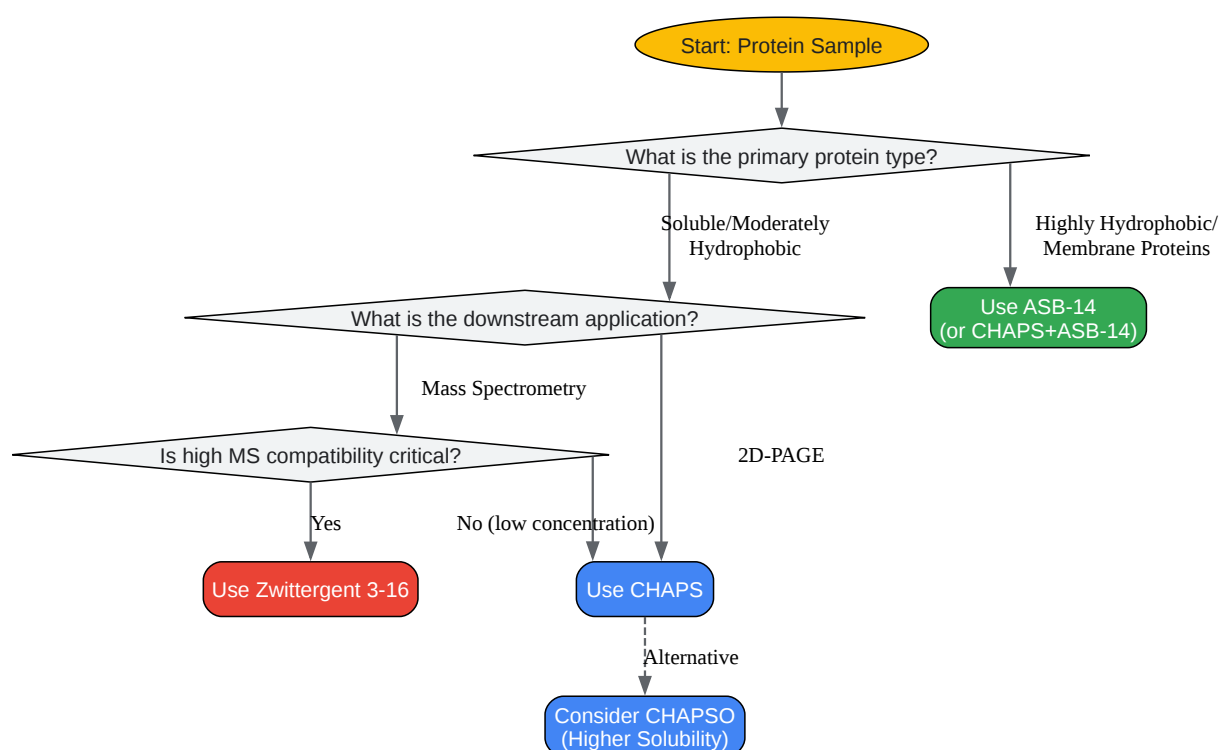 Start: Protein Sample
What is the primary protein type?
Soluble/Moderately
Hydrophobic
Highly Hydrophobic/
Membrane Proteins
What is the downstream application?
Use ASB-14
(or CHAPS+ASB-14)
Mass Spectrometry
2D-PAGE
Is high MS compatibility critical?
Yes
No (low concentration)
Use Zwittergent 3-16
Use CHAPS
Alternative
Consider CHAPSO
(Higher Solubility)